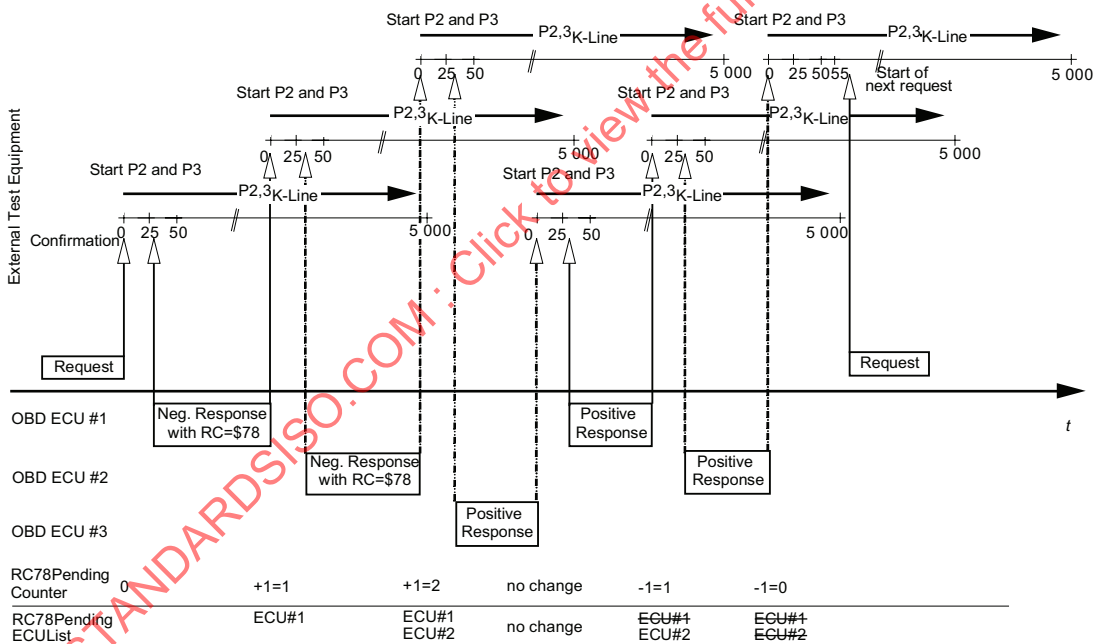 Start P2 and P3
P2,3K-Line
0 25 50
5 000
Start P2 and P3
P2,3K-Line
0 25 50 55
Start of
next request
5 000
Start P2 and P3
P2,3K-Line
0 25 50
5 000
Start P2 and P3
P2,3K-Line
0 25 50
5 000
Start P2 and P3
P2,3K-Line
0 25 50
5 000
Start P2 and P3
P2,3K-Line
0 25 50
5 000
External Test Equipment
Confirmation
Request
Request
t
OBD ECU #1
Neg. Response
with RC=$78
Positive
Response
OBD ECU #2
Neg. Response
with RC=$78
Positive
Response
OBD ECU #3
Positive
Response
RC78Pending
Counter
0 +1=1 +1=2 no change -1=1 -1=0
RC78Pending
ECUList
ECU#1
ECU#1
ECU#2
no change
ECU#1
ECU#2
ECU#1
ECU#2
STANDARDSISO.COM : Click to view the ful